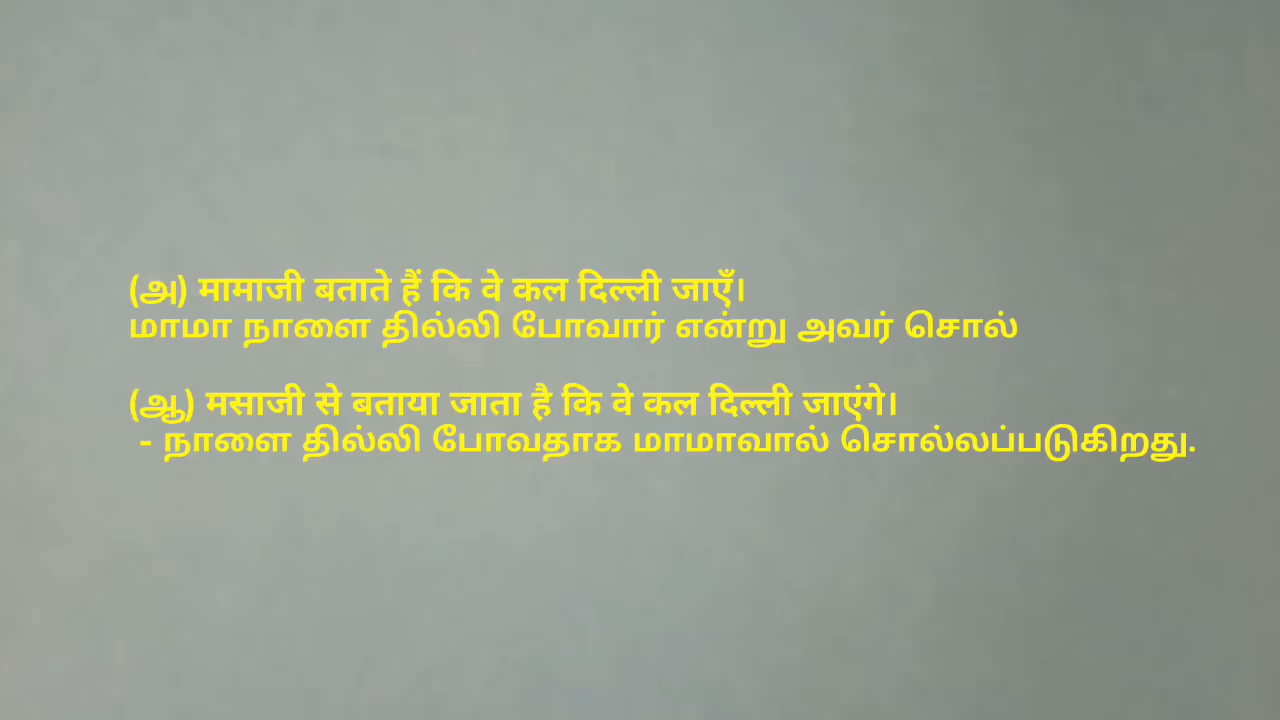 (அ) मामाजी बताते हैं कि वे कल दिल्ली जाएँ।
மாமா நாளை தில்லி போவார் என்று அவர் சொல்
(ஆ) मसाजी से बताया जाता है कि वे कल दिल्ली जाएंगे।
- நாளை தில்லி போவதாக மாமாவால் சொல்லப்படுகிறது.